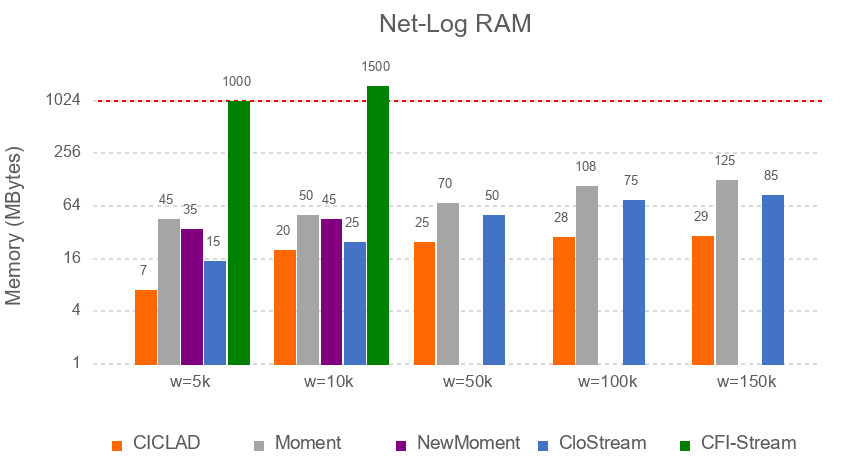 Net-Log RAM
Memory (MBytes)
1024
256
64
16
4
1
7
45
35
15
1000
20
50
45
25
1500
25
70
50
28
108
75
29
125
85
w=5k
w=10k
w=50k
w=100k
w=150k
CICLAD
Moment
NewMoment
CloStream
CFI-Stream